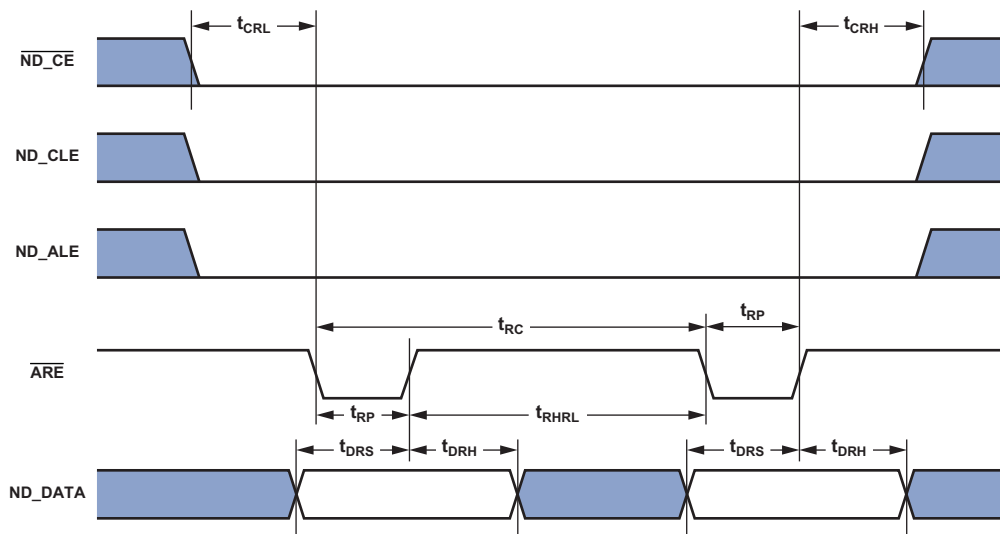 tCRL
tCRH
ND_CE
ND_CLE
ND_ALE
tRC
tRP
ARE
tRP
tRHRL
tDRS
tDRH
tDRS
tDRH
ND_DATA